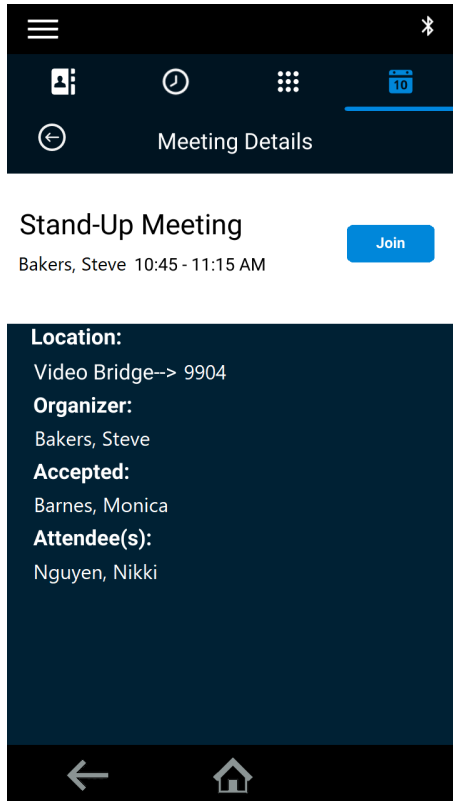 10
Meeting Details
Stand-Up Meeting
Join
Bakers, Steve 10:45 - 11:15 AM
Location:
Video Bridge--> 9904
Organizer:
Bakers, Steve
Accepted:
Barnes, Monica
Attendee(s):
Nguyen, Nikki